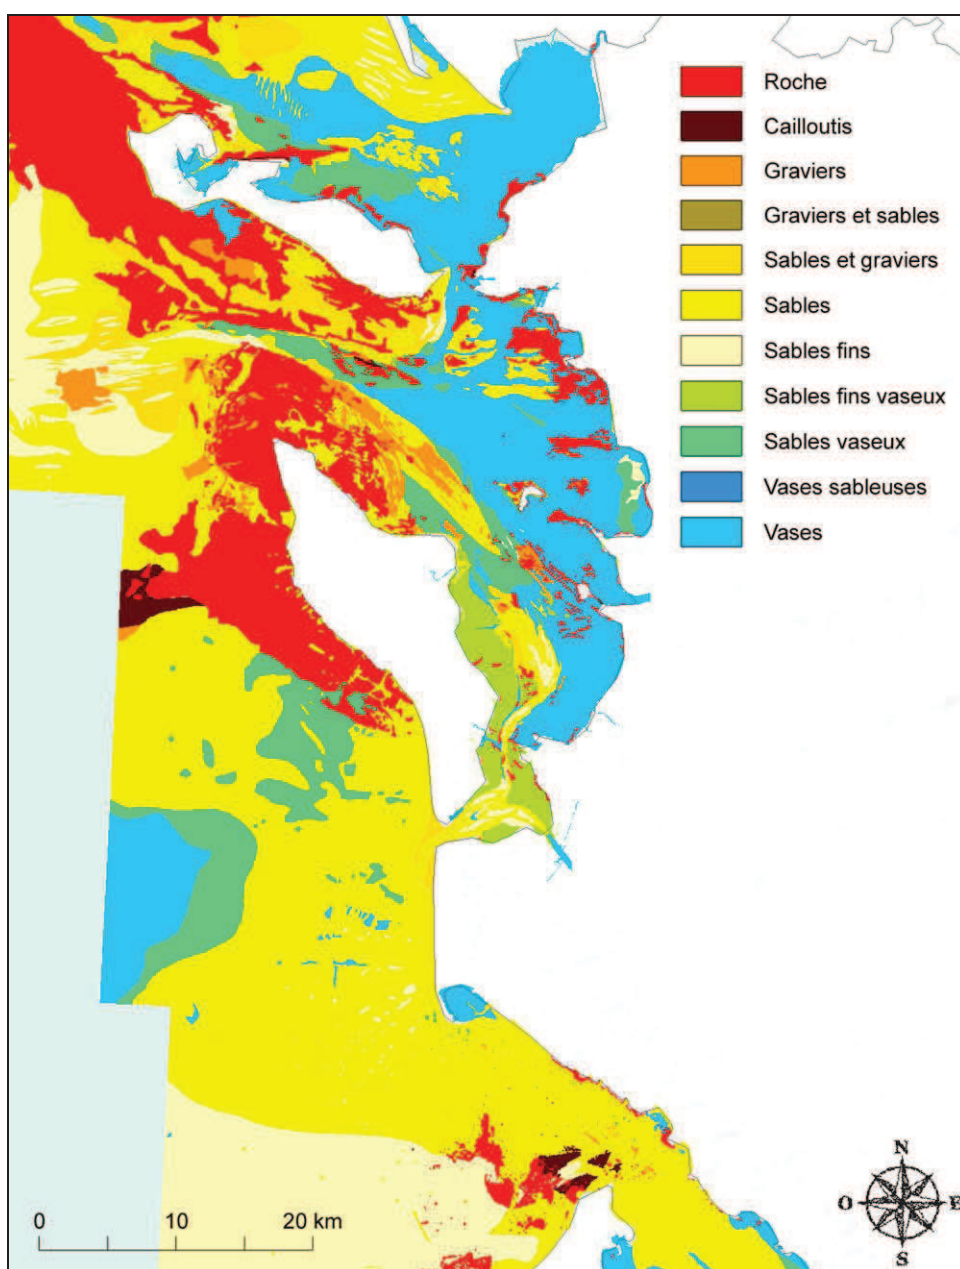 Roche
Cailloutis
Graviers
Graviers et sables
Sables et graviers
Sables
Sables fins
Sables fins vaseux
Sables vaseux
Vases sableuses
Vases
N
O E
S
0 10 20 km